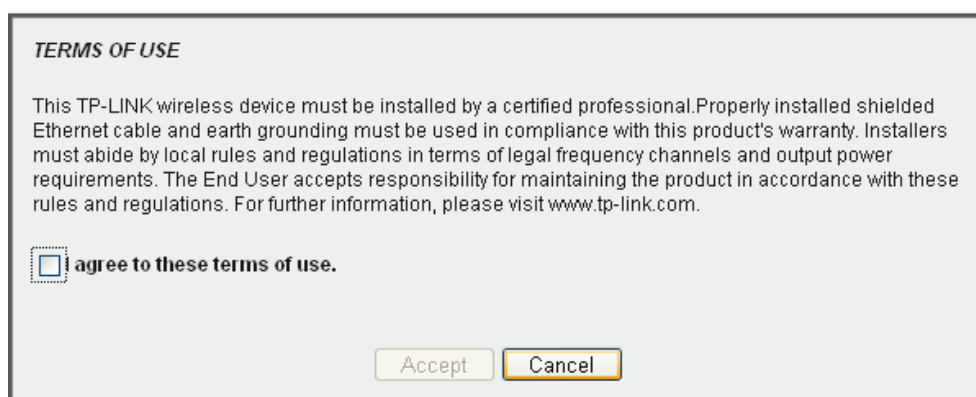 TERMS OF USE
This TP-LINK wireless device must be installed by a certified professional.Properly installed shielded
Ethernet cable and earth grounding must be used in compliance with this product's warranty. Installers
must abide by local rules and regulations in terms of legal frequency channels and output power
requirements. The End User accepts responsibility for maintaining the product in accordance with these
rules and regulations. For further information, please visit www.tp-link.com.
I agree to these terms of use.
Accept Cancel